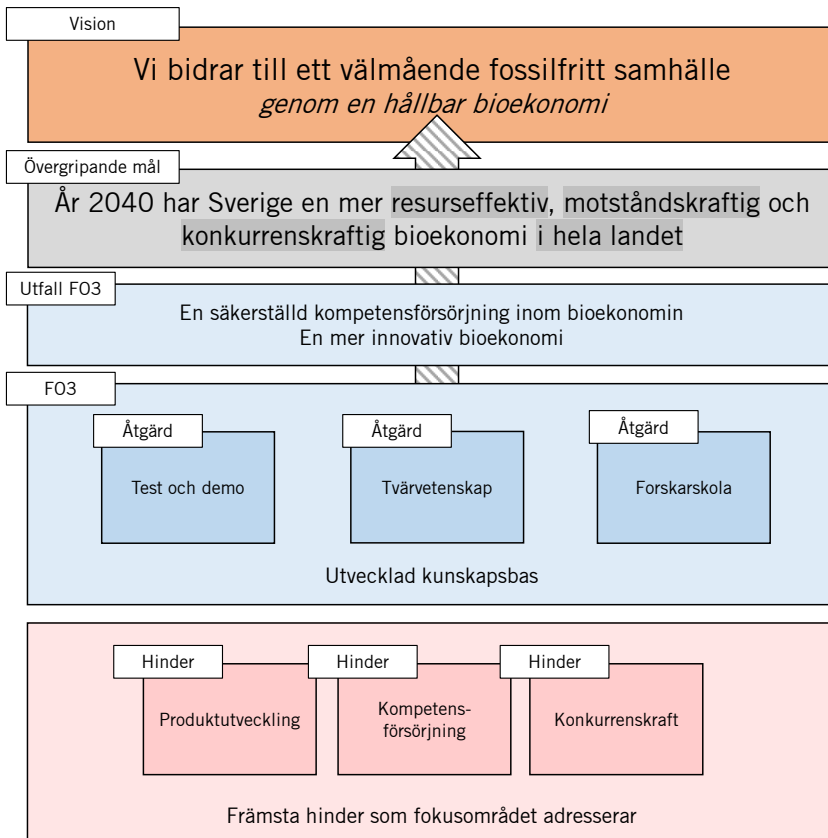 Vision
Vi bidrar till ett välmående fossilfritt samhälle
genom en hållbar bioekonomi
Övergripande mål
År 2040 har Sverige en mer resurseffektiv, motståndskraftig och
konkurrenskraftig bioekonomi i hela landet
Utfall FO3
En säkerställd kompetensförsörjning inom bioekonomin
En mer innovativ bioekonomi
FO3
Åtgärd
Test och demo
Åtgärd
Tvärvetenskap
Åtgärd
Forskarskola
Utvecklad kunskapsbas
Hinder
Produktutveckling
Hinder
Kompetens-
försörjning
Hinder
Konkurrenskraft
Främsta hinder som fokusområdet adresserar